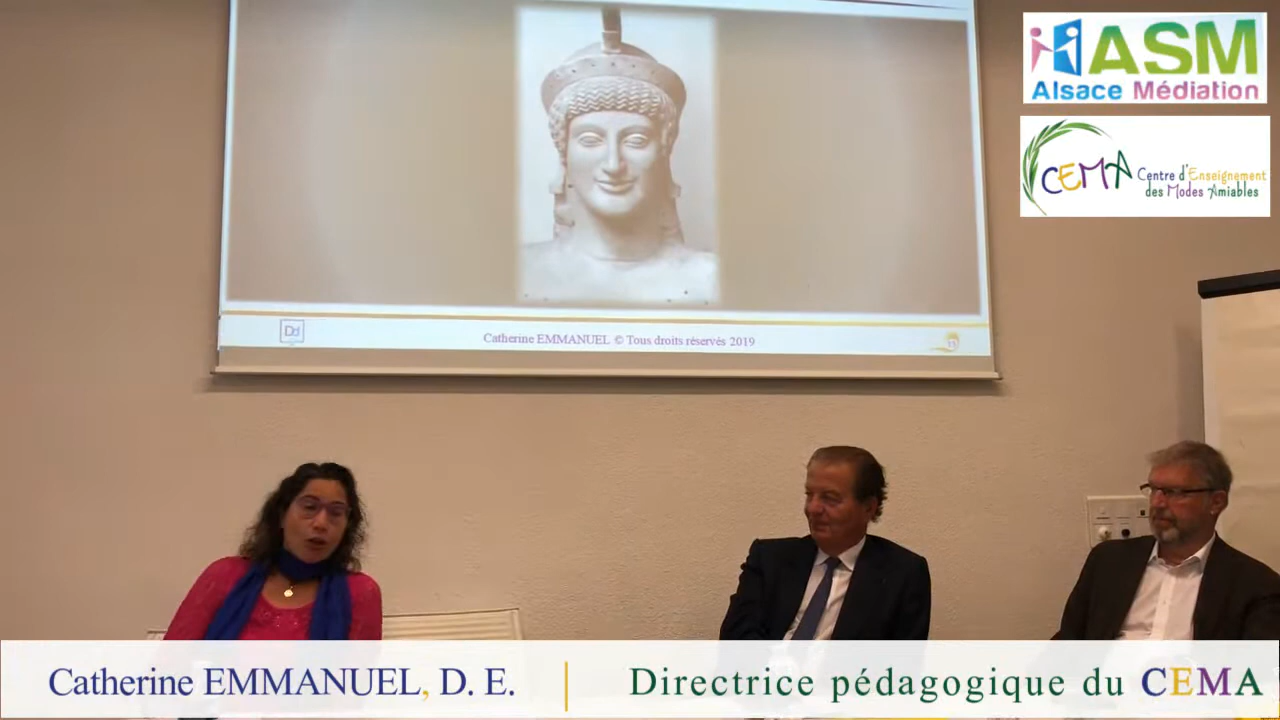 ASM
Alsace Médiation
CEMA Centre d'Enseignement
des Modes Amiables
Catherine EMMANUEL © Tous droits réservés 2019
Catherine EMMANUEL, D. E.
Directrice pédagogique du CEMA